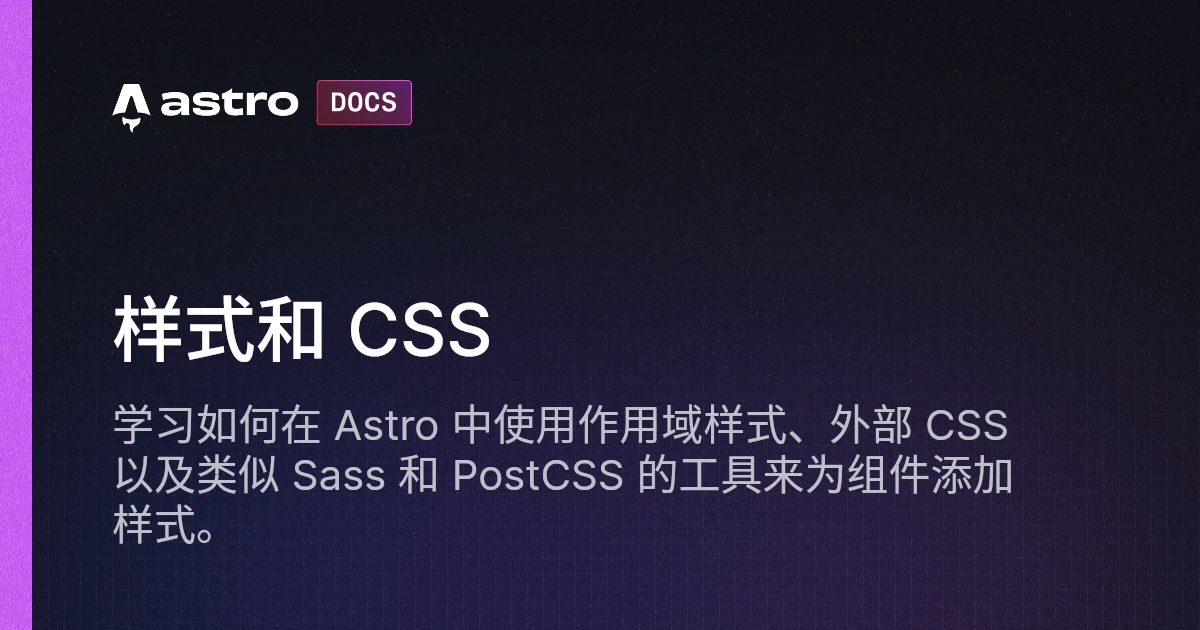 astro DOCS
样式和 CSS
学习如何在 Astro 中使用作用域样式、外部 CSS
以及类似 Sass 和 PostCSS 的工具来为组件添加
样式。